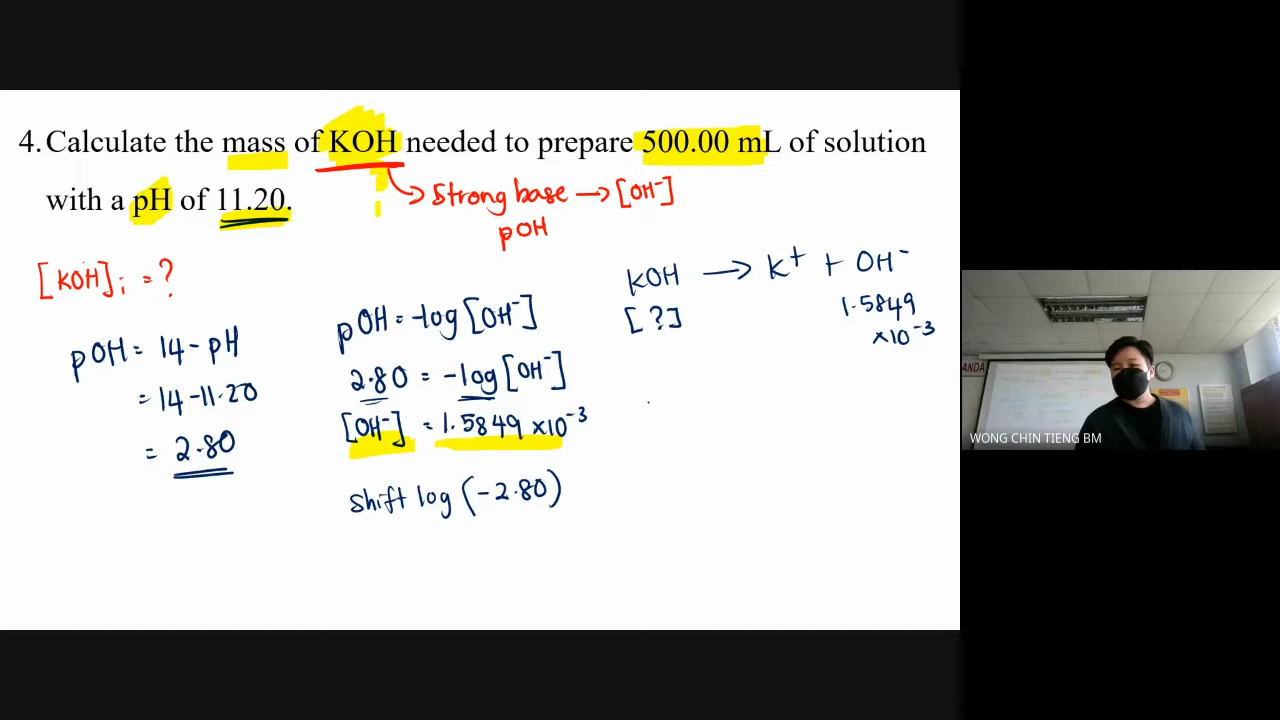 4. Calculate the mass of KOH needed to prepare 500.00 mL of solution
with a pH of 11.20.
Strong base → [OH⁻]
pOH
[KOH]ᵢ = ?
pOH = 14 - pH
= 14 - 11.20
= 2.80
pOH = -log [OH⁻]
2.80 = -log [OH⁻]
[OH⁻] = 1.5849 ×10⁻³
shift log (-2.80)
KOH → K⁺ + OH⁻
[?]
1.5849
×10⁻³
ANDA
WONG CHIN TIENG BM